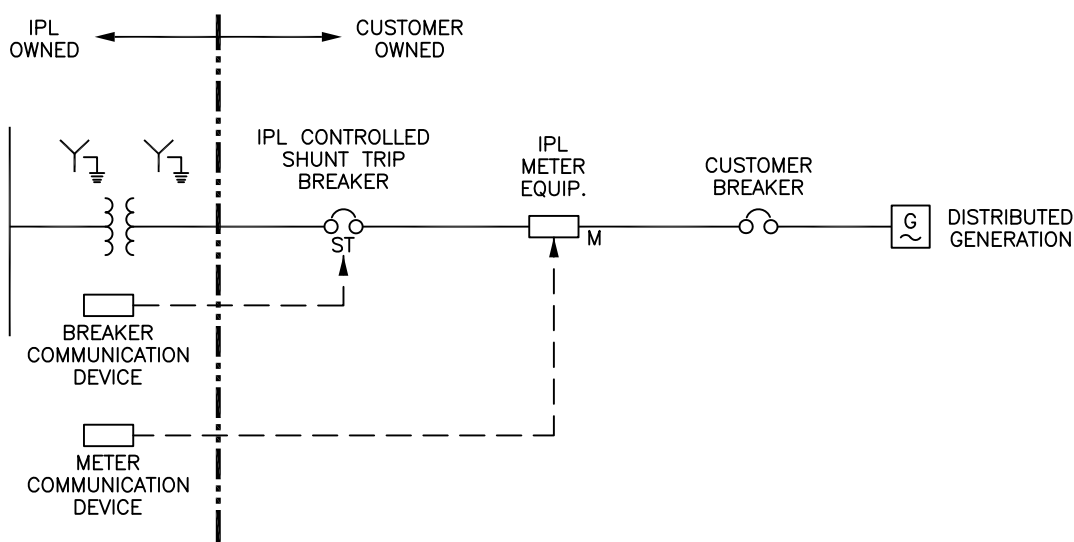 IPL
OWNED
CUSTOMER
OWNED
IPL CONTROLLED
SHUNT TRIP
BREAKER
IPL
METER
EQUIP.
CUSTOMER
BREAKER
ST
M
G
DISTRIBUTED
GENERATION
BREAKER
COMMUNICATION
DEVICE
METER
COMMUNICATION
DEVICE